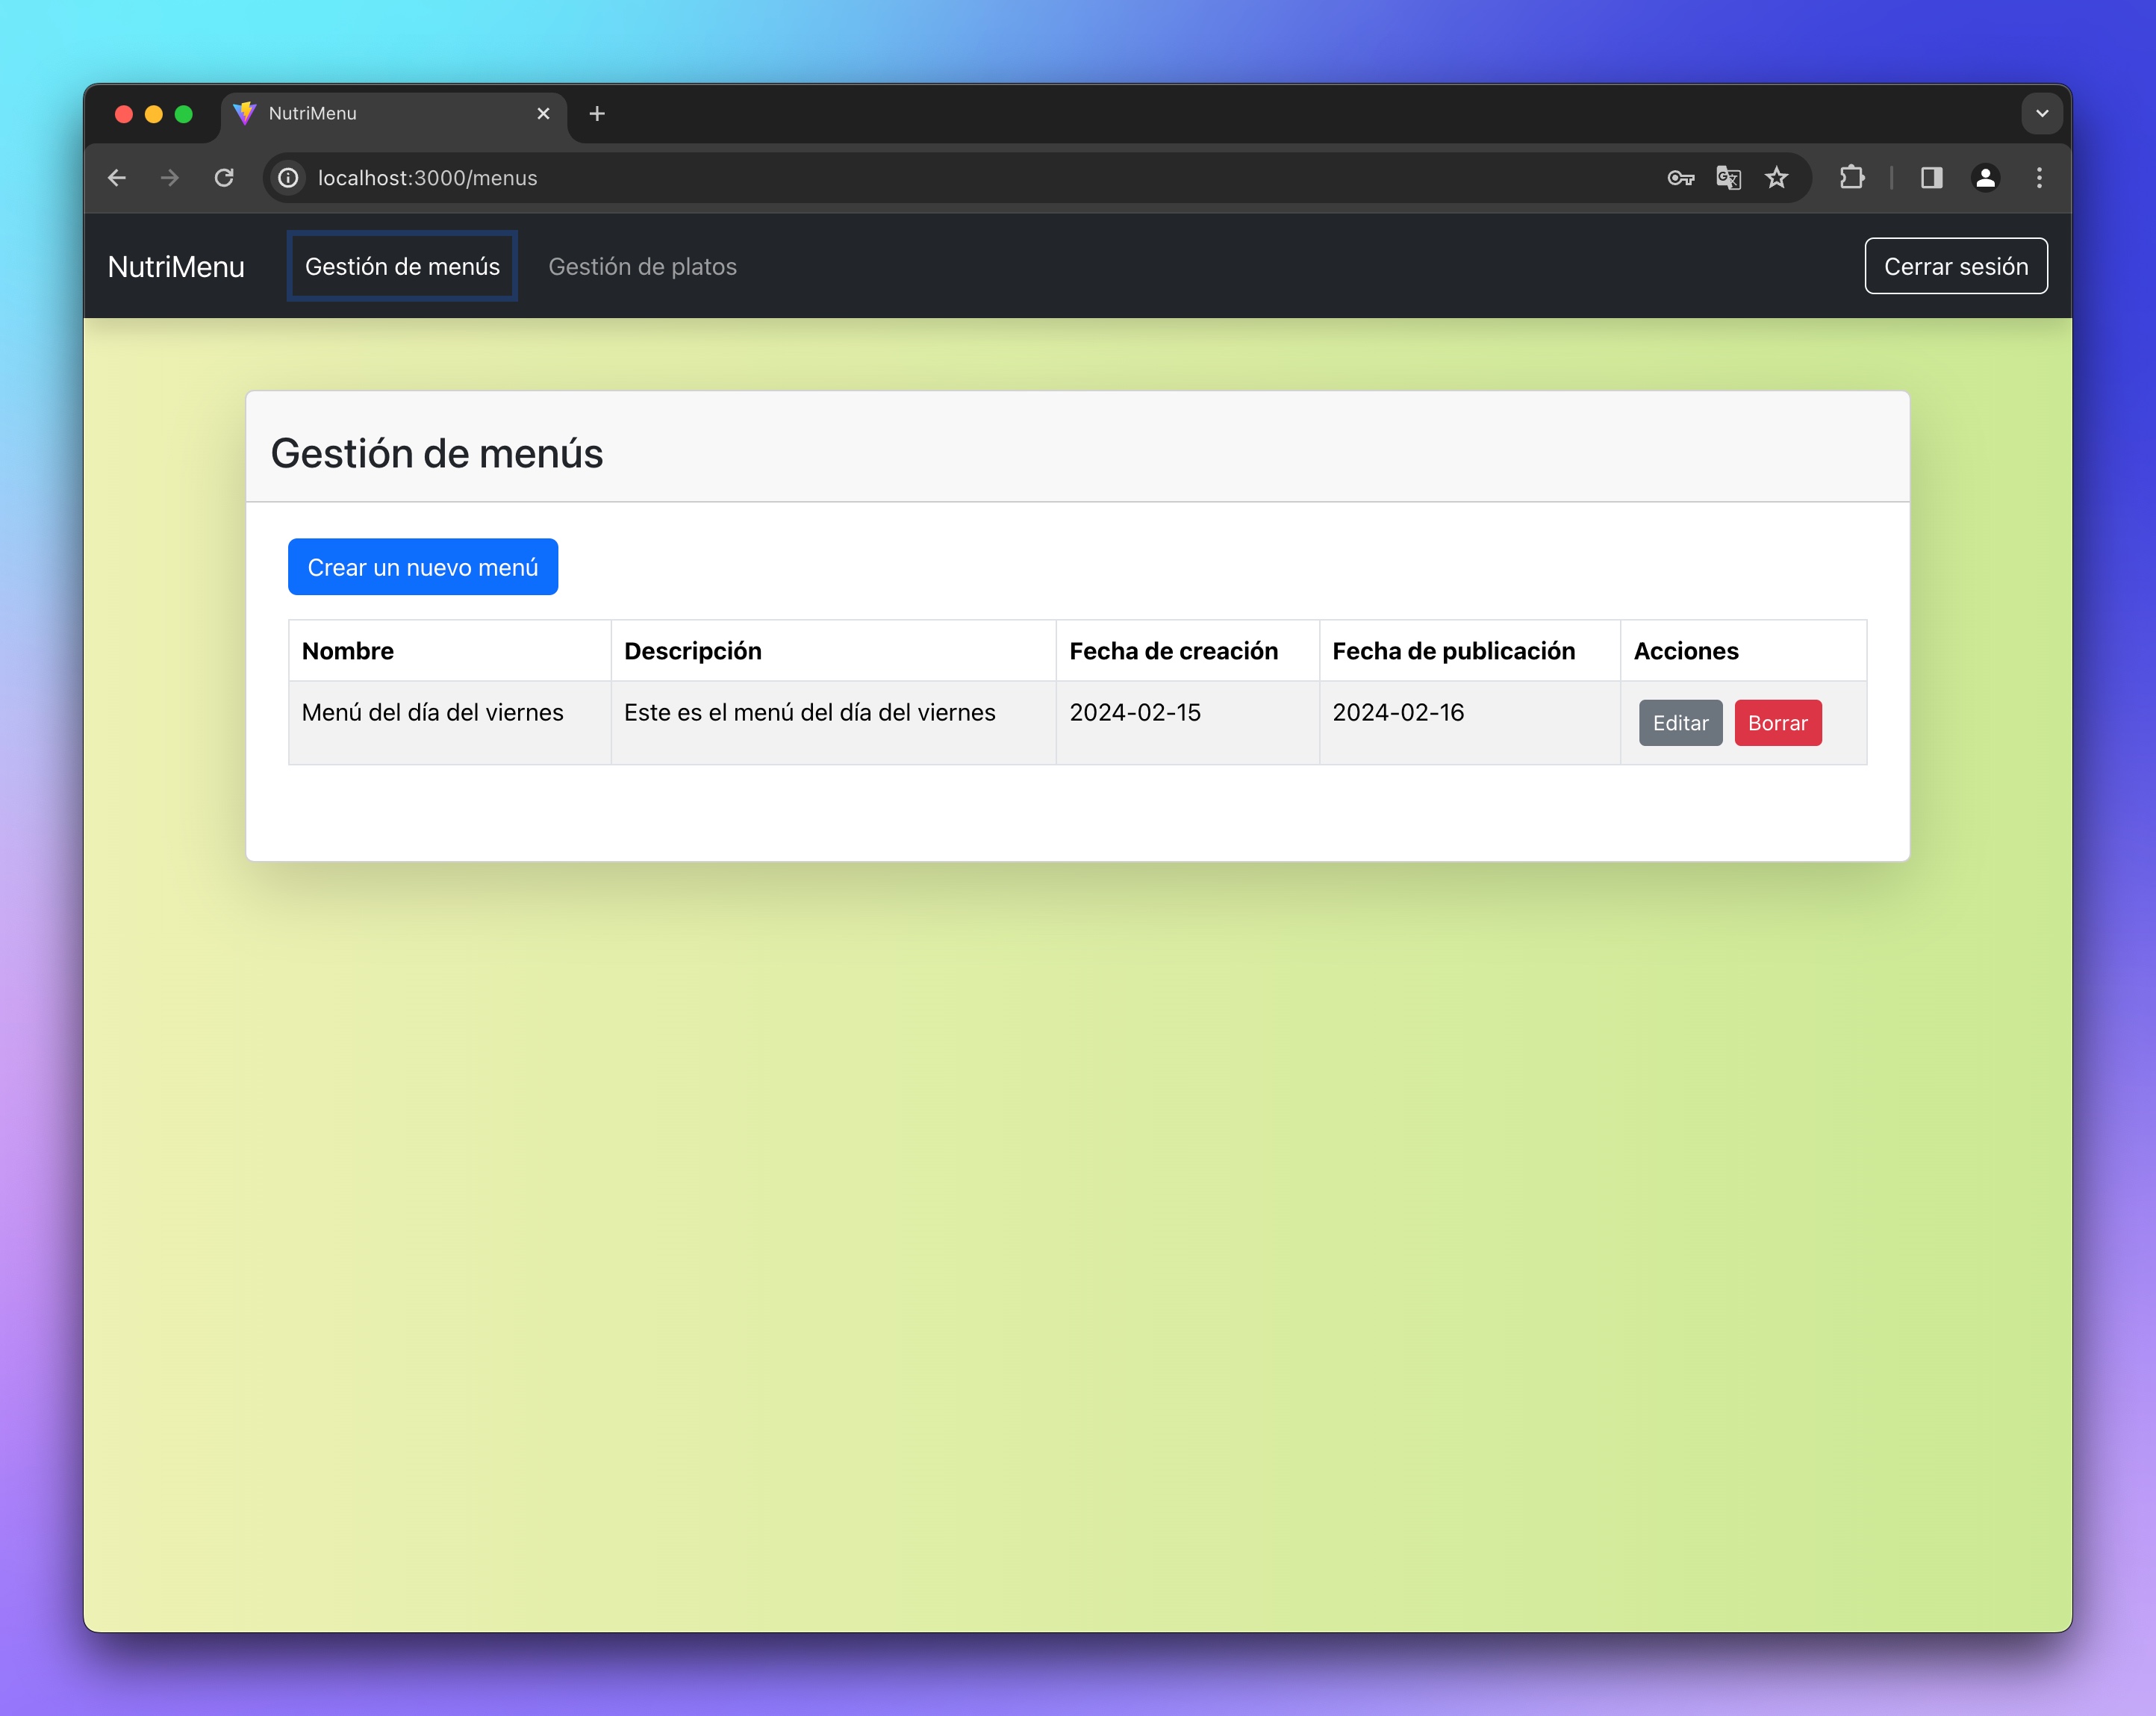 NutriMenu
localhost:3000/menus
NutriMenu Gestión de menús Gestión de platos Cerrar sesión
Gestión de menús
Crear un nuevo menú
Nombre Descripción Fecha de creación Fecha de publicación Acciones
Menú del día del viernes Este es el menú del día del viernes 2024-02-15 2024-02-16 Editar Borrar